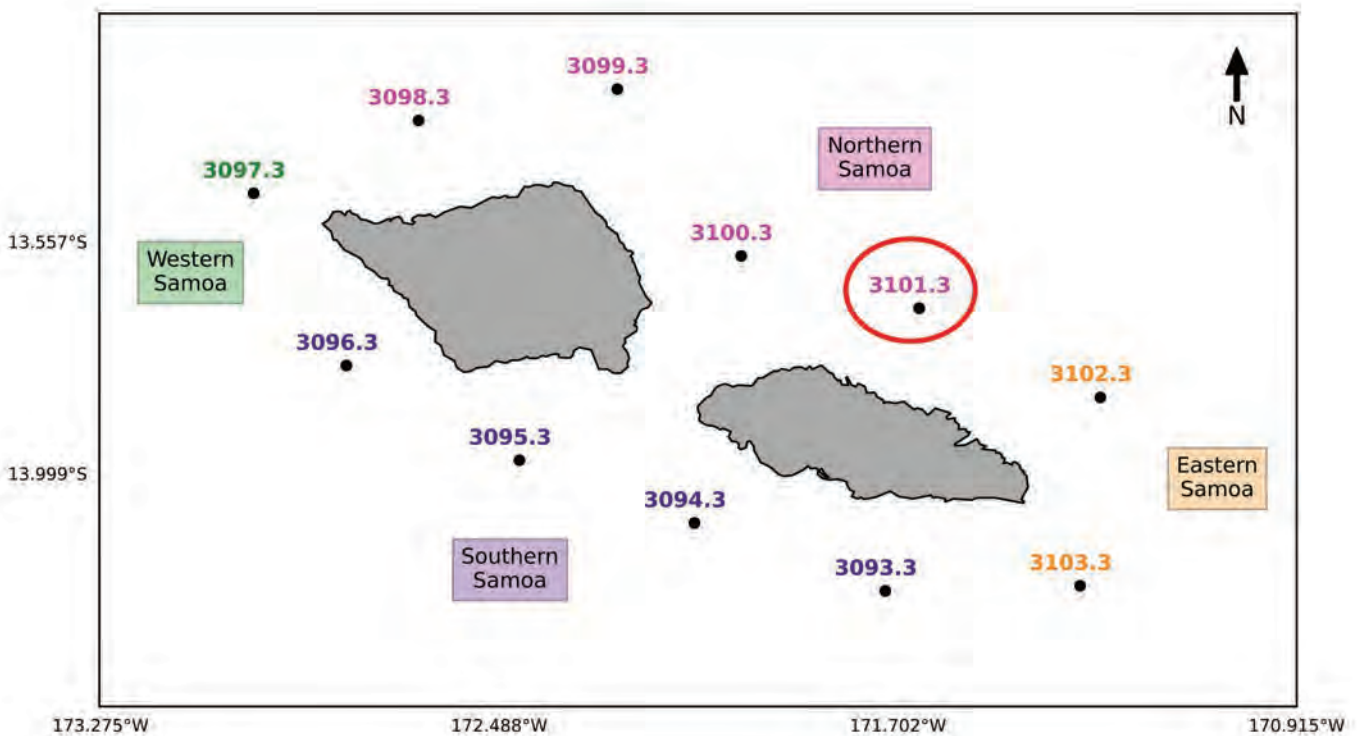 3099.3
3098.3
N
Northern
Samoa
3097.3
3100.3
13.557°S
Western
Samoa
3101.3
3096.3
3102.3
3095.3
13.999°S
Eastern
Samoa
3094.3
Southern
Samoa
3093.3
3103.3
173.275°W
172.488°W
171.702°W
170.915°W